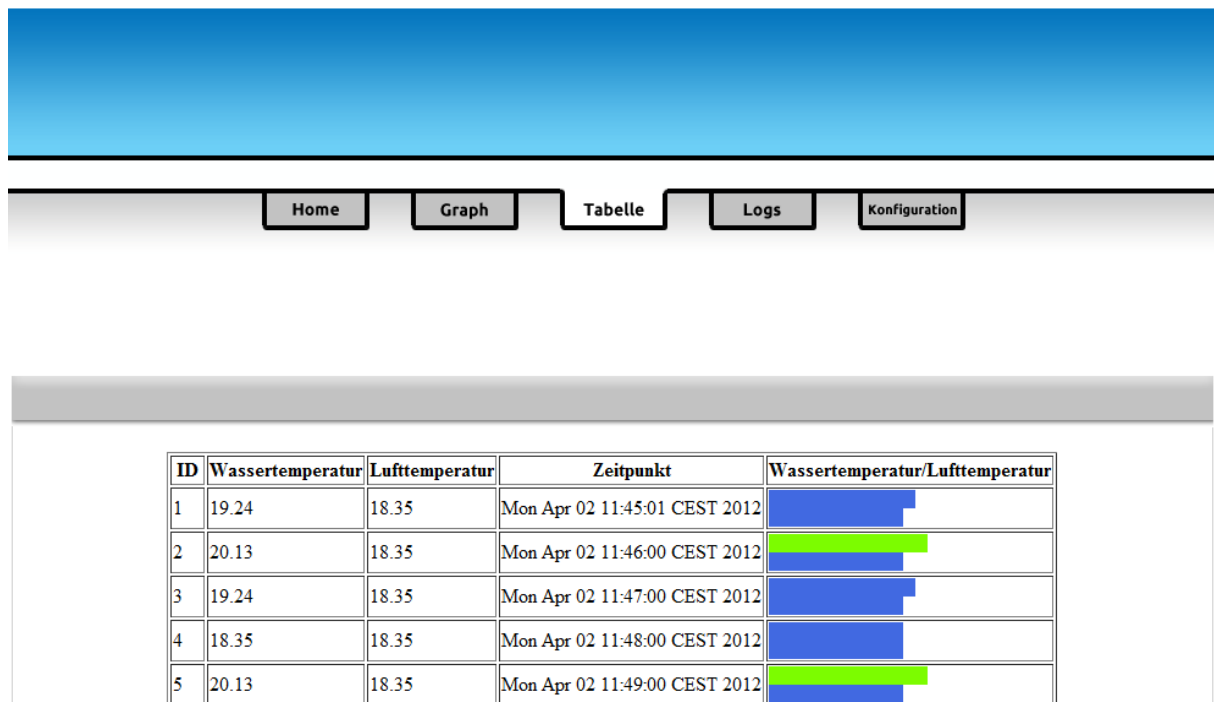 Home Graph Tabelle Logs Konfiguration
ID Wassertemperatur Lufttemperatur Zeitpunkt Wassertemperatur/Lufttemperatur
1 19.24 18.35 Mon Apr 02 11:45:01 CEST 2012
2 20.13 18.35 Mon Apr 02 11:46:00 CEST 2012
3 19.24 18.35 Mon Apr 02 11:47:00 CEST 2012
4 18.35 18.35 Mon Apr 02 11:48:00 CEST 2012
5 20.13 18.35 Mon Apr 02 11:49:00 CEST 2012